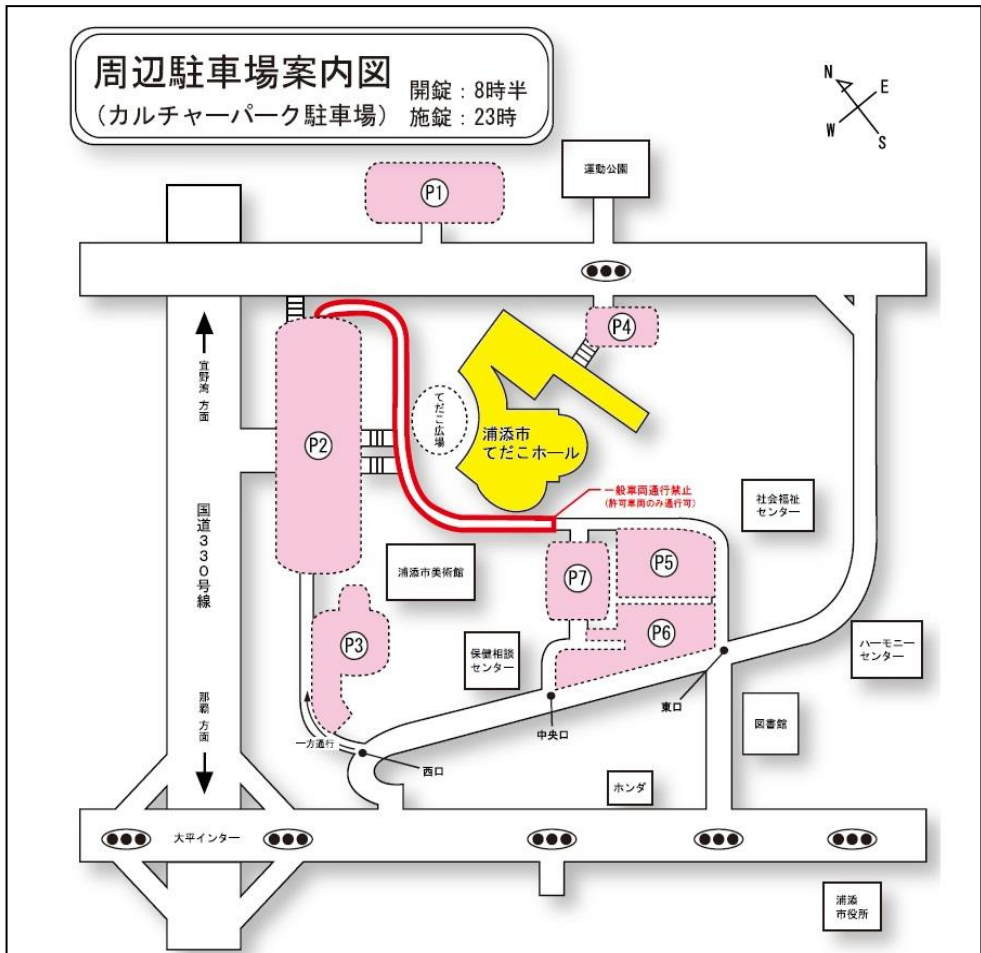 周辺駐車場案内図
(カルチャーパーク駐車場)
開錠：8時半
施錠：23時
N
E
W
S
P1
運動公園
P4
宜野湾 方面
P2
てだこ広場
浦添市
てだこホール
一般車両通行禁止
(許可車両のみ通行可)
社会福祉
センター
国道330号線
浦添市美術館
P7
P5
P3
保健相談
センター
P6
ハーモニー
センター
那覇 方面
一方通行
西口
中央口
東口
図書館
ホンダ
大平インター
浦添
市役所